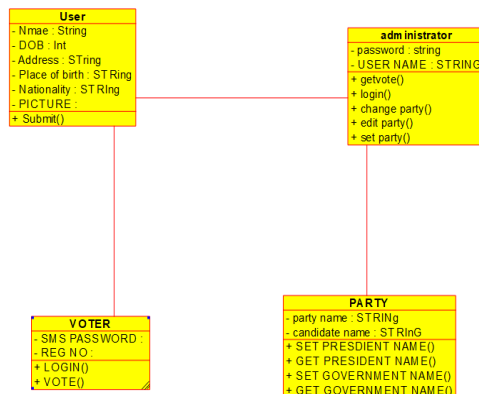 User
- Nmae : String
- DOB : Int
- Address : STring
- Place of birth : STRing
- Nationality : STRIng
- PICTURE :
+ Submit()
administrator
- password : string
- USER NAME : STRING
+ getvote()
+ login()
+ change party()
+ edit party()
+ set party()
VOTER
- SMS PASSWORD :
- REG NO :
+ LOGIN()
+ VOTE()
PARTY
- party name : STRINg
- candidate name : STRInG
+ SET PRESDIENT NAME()
+ GET PRESIDENT NAME()
+ SET GOVERNMENT NAME()
+ GET GOVERNMENT NAME()